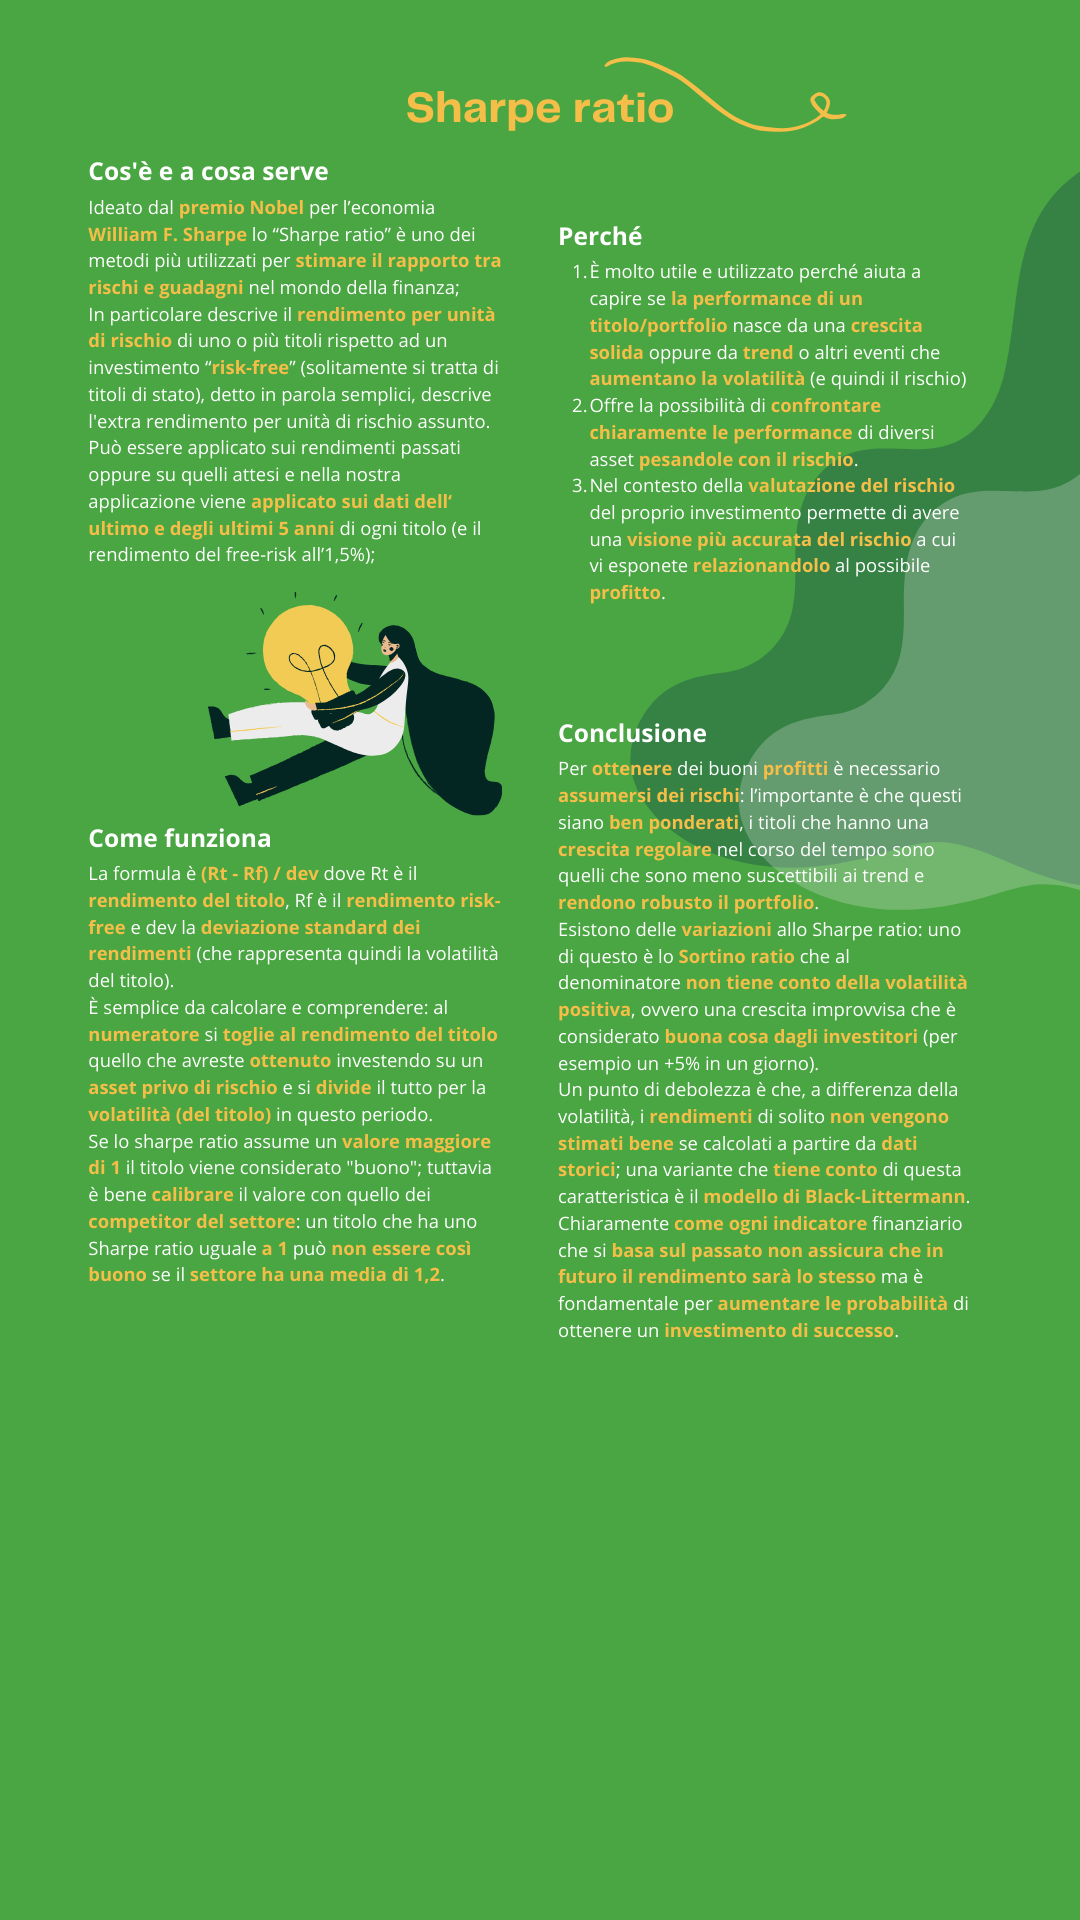 Sharpe ratio
Cos'è e a cosa serve
Ideato dal premio Nobel per l’economia
William F. Sharpe lo “Sharpe ratio” è uno dei
metodi più utilizzati per stimare il rapporto tra
rischi e guadagni nel mondo della finanza;
In particolare descrive il rendimento per unità
di rischio di uno o più titoli rispetto ad un
investimento “risk-free” (solitamente si tratta di
titoli di stato), detto in parola semplici, descrive
l'extra rendimento per unità di rischio assunto.
Può essere applicato sui rendimenti passati
oppure su quelli attesi e nella nostra
applicazione viene applicato sui dati dell‘
ultimo e degli ultimi 5 anni di ogni titolo (e il
rendimento del free-risk all’1,5%);
Come funziona
La formula è (Rt - Rf) / dev dove Rt è il
rendimento del titolo, Rf è il rendimento risk-
free e dev la deviazione standard dei
rendimenti (che rappresenta quindi la volatilità
del titolo).
È semplice da calcolare e comprendere: al
numeratore si toglie al rendimento del titolo
quello che avreste ottenuto investendo su un
asset privo di rischio e si divide il tutto per la
volatilità (del titolo) in questo periodo.
Se lo sharpe ratio assume un valore maggiore
di 1 il titolo viene considerato "buono"; tuttavia
è bene calibrare il valore con quello dei
competitor del settore: un titolo che ha uno
Sharpe ratio uguale a 1 può non essere così
buono se il settore ha una media di 1,2.
Perché
1. È molto utile e utilizzato perché aiuta a
capire se la performance di un
titolo/portfolio nasce da una crescita
solida oppure da trend o altri eventi che
aumentano la volatilità (e quindi il rischio)
2. Offre la possibilità di confrontare
chiaramente le performance di diversi
asset pesandole con il rischio.
3. Nel contesto della valutazione del rischio
del proprio investimento permette di avere
una visione più accurata del rischio a cui
vi esponete relazionandolo al possibile
profitto.
Conclusione
Per ottenere dei buoni profitti è necessario
assumersi dei rischi: l’importante è che questi
siano ben ponderati, i titoli che hanno una
crescita regolare nel corso del tempo sono
quelli che sono meno suscettibili ai trend e
rendono robusto il portfolio.
Esistono delle variazioni allo Sharpe ratio: uno
di questo è lo Sortino ratio che al
denominatore non tiene conto della volatilità
positiva, ovvero una crescita improvvisa che è
considerato buona cosa dagli investitori (per
esempio un +5% in un giorno).
Un punto di debolezza è che, a differenza della
volatilità, i rendimenti di solito non vengono
stimati bene se calcolati a partire da dati
storici; una variante che tiene conto di questa
caratteristica è il modello di Black-Littermann.
Chiaramente come ogni indicatore finanziario
che si basa sul passato non assicura che in
futuro il rendimento sarà lo stesso ma è
fondamentale per aumentare le probabilità di
ottenere un investimento di successo.